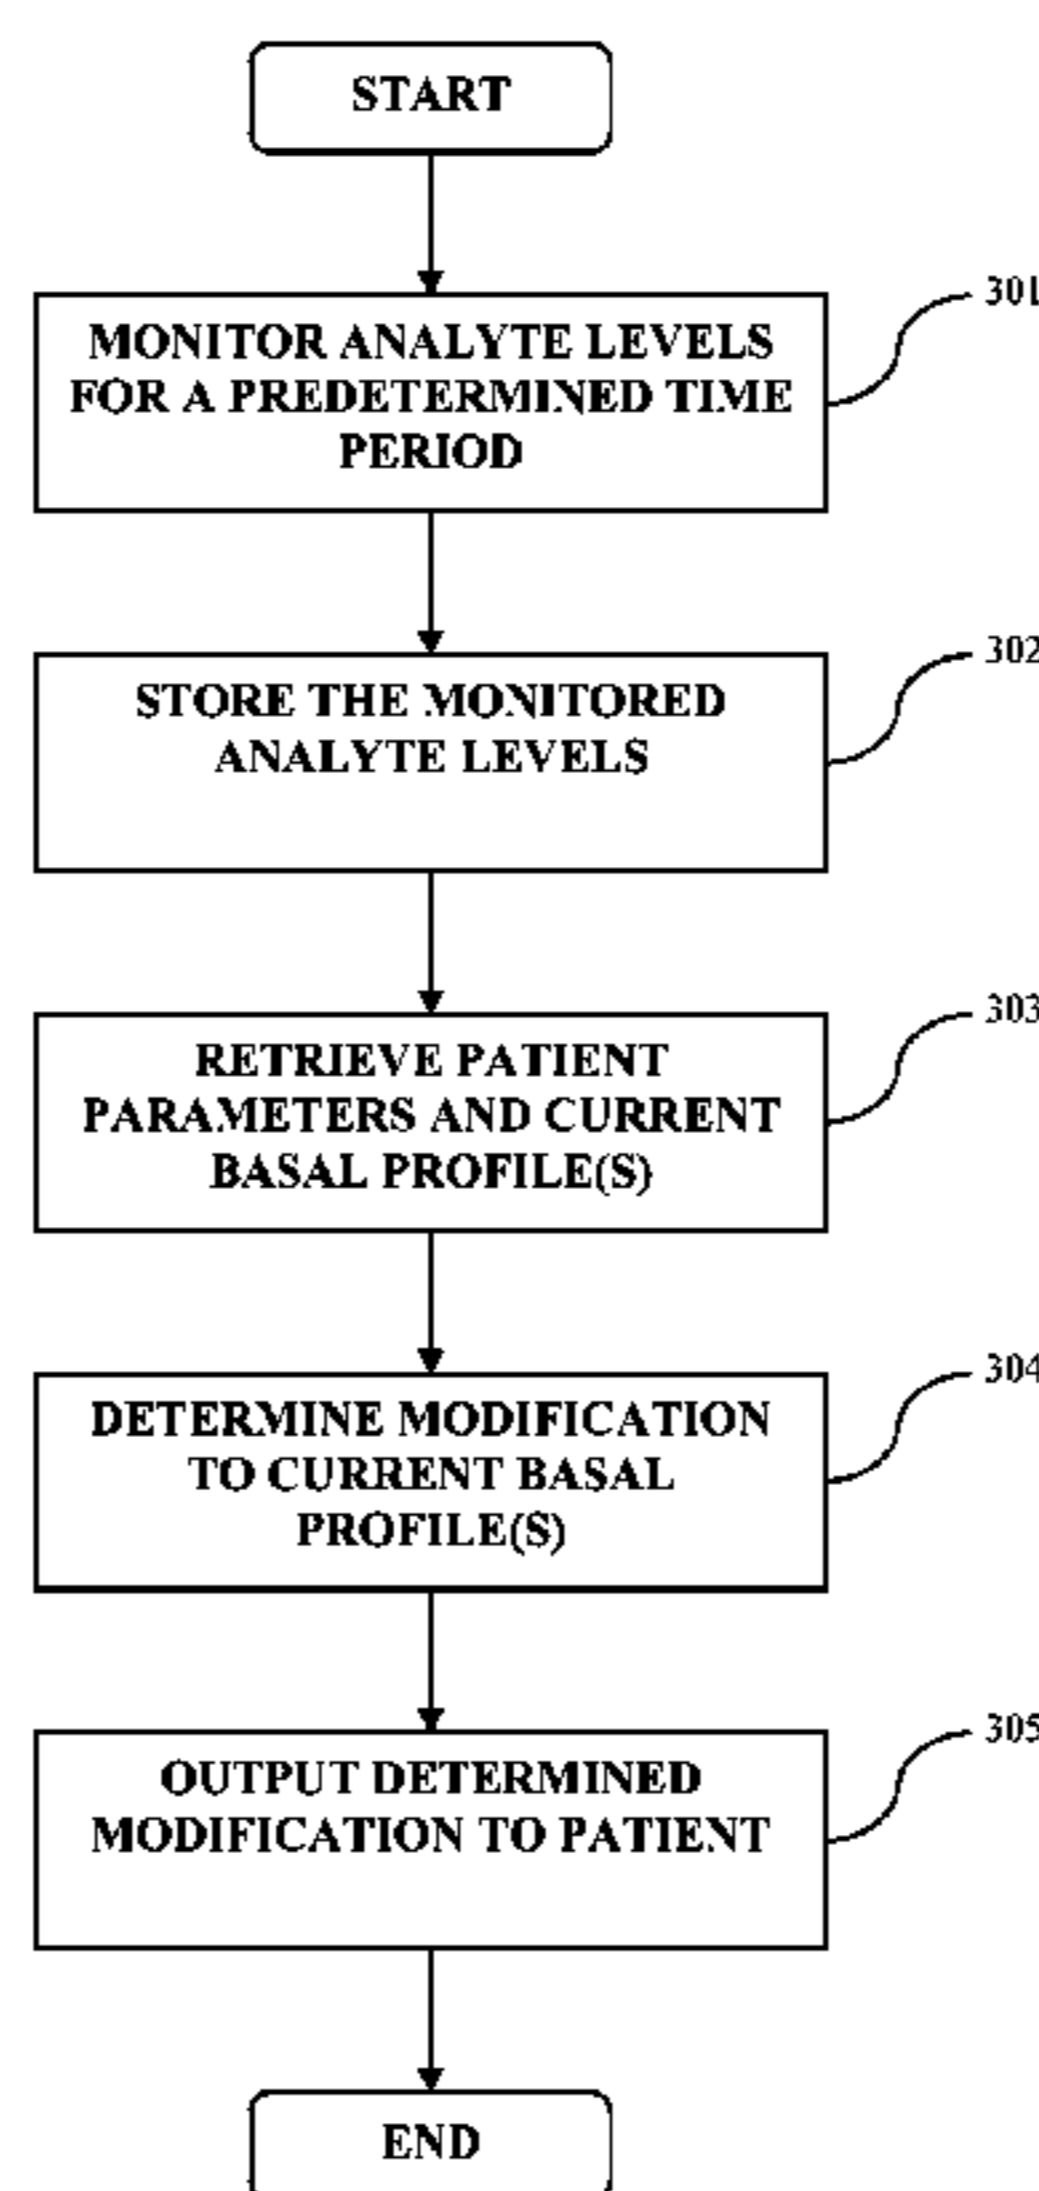 START
301
MONITOR ANALYTE LEVELS
FOR A PREDETERMINED TIME
PERIOD
302
STORE THE MONITORED
ANALYTE LEVELS
303
RETRIEVE PATIENT
PARAMETERS AND CURRENT
BASAL PROFILE(S)
304
DETERMINE MODIFICATION
TO CURRENT BASAL
PROFILE(S)
305
OUTPUT DETERMINED
MODIFICATION TO PATIENT
END